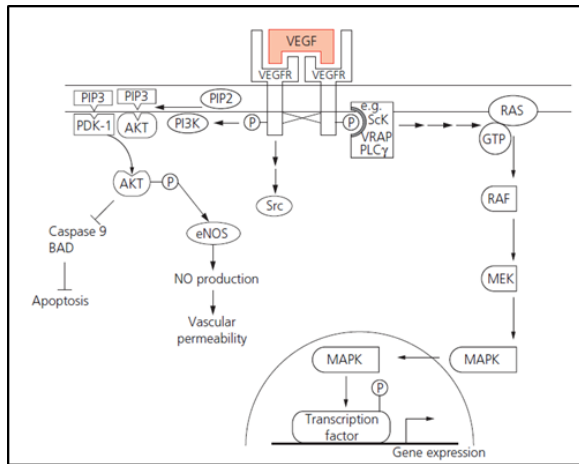 VEGF
VEGFR VEGFR
PIP3 PIP3 PIP2
PDK-1 AKT PI3K P P
e.g.
ScK
VRAP
PLCγ
RAS
GTP
AKT P
Src
RAF
Caspase 9
BAD
eNOS
Apoptosis
NO production
MEK
Vascular
permeability
MAPK MAPK
P
Transcription
factor
Gene expression